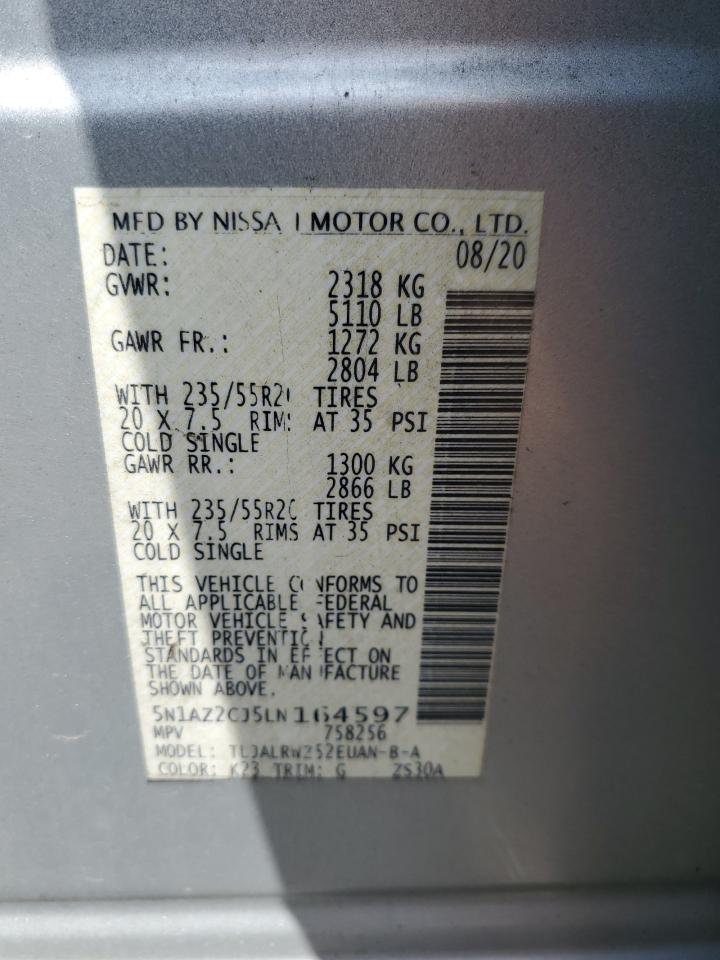 MFD BY NISSAN MOTOR CO., LTD.
DATE: 08/20
GVWR: 2318 KG
5110 LB
GAWR FR.: 1272 KG
2804 LB
WITH 235/55R20 TIRES
20 X 7.5 RIMS AT 35 PSI
COLD SINGLE
GAWR RR.: 1300 KG
2866 LB
WITH 235/55R20 TIRES
20 X 7.5 RIMS AT 35 PSI
COLD SINGLE
THIS VEHICLE CONFORMS TO
ALL APPLICABLE FEDERAL
MOTOR VEHICLE SAFETY AND
THEFT PREVENTION
STANDARDS IN EFFECT ON
THE DATE OF MANUFACTURE
SHOWN ABOVE.
5N1AZ2CJ5LN164597
MPV 758256
MODEL:
COLOR: K23 TRIM: G ZS30A